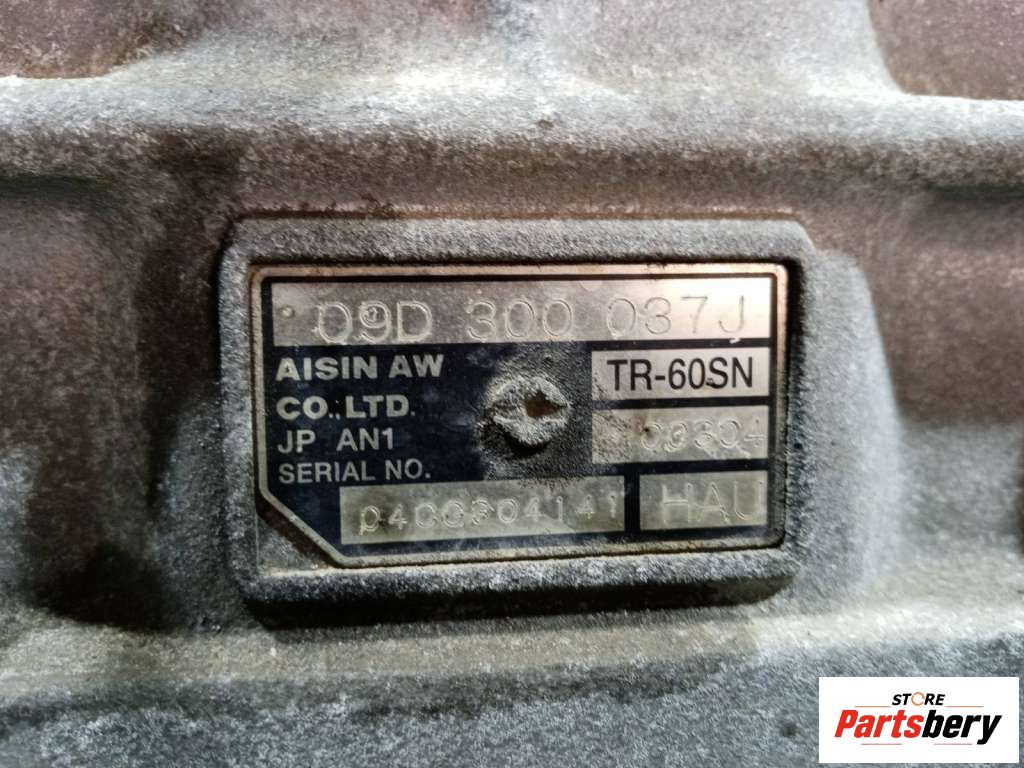 09D 300 037J
AISIN AW
CO.,LTD.
TR-60SN
JP AN1
SERIAL NO.
HAU
STORE
Partsbery